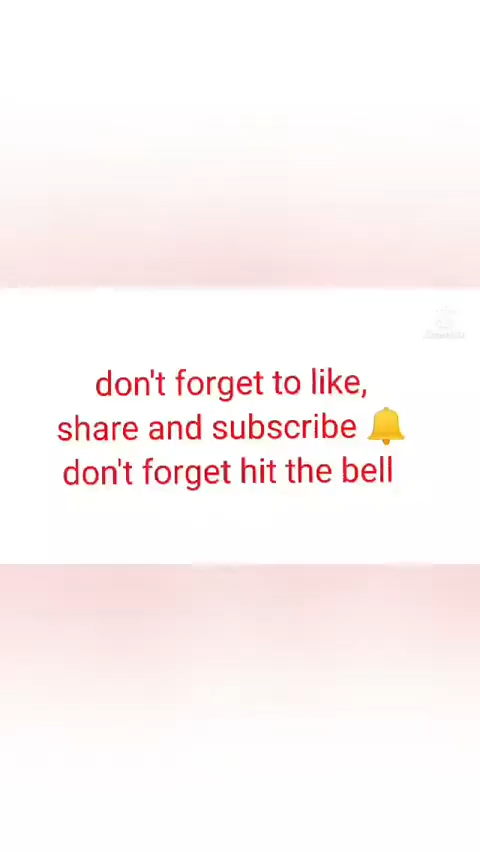 don't forget to like,
share and subscribe 🔔
don't forget hit the bell